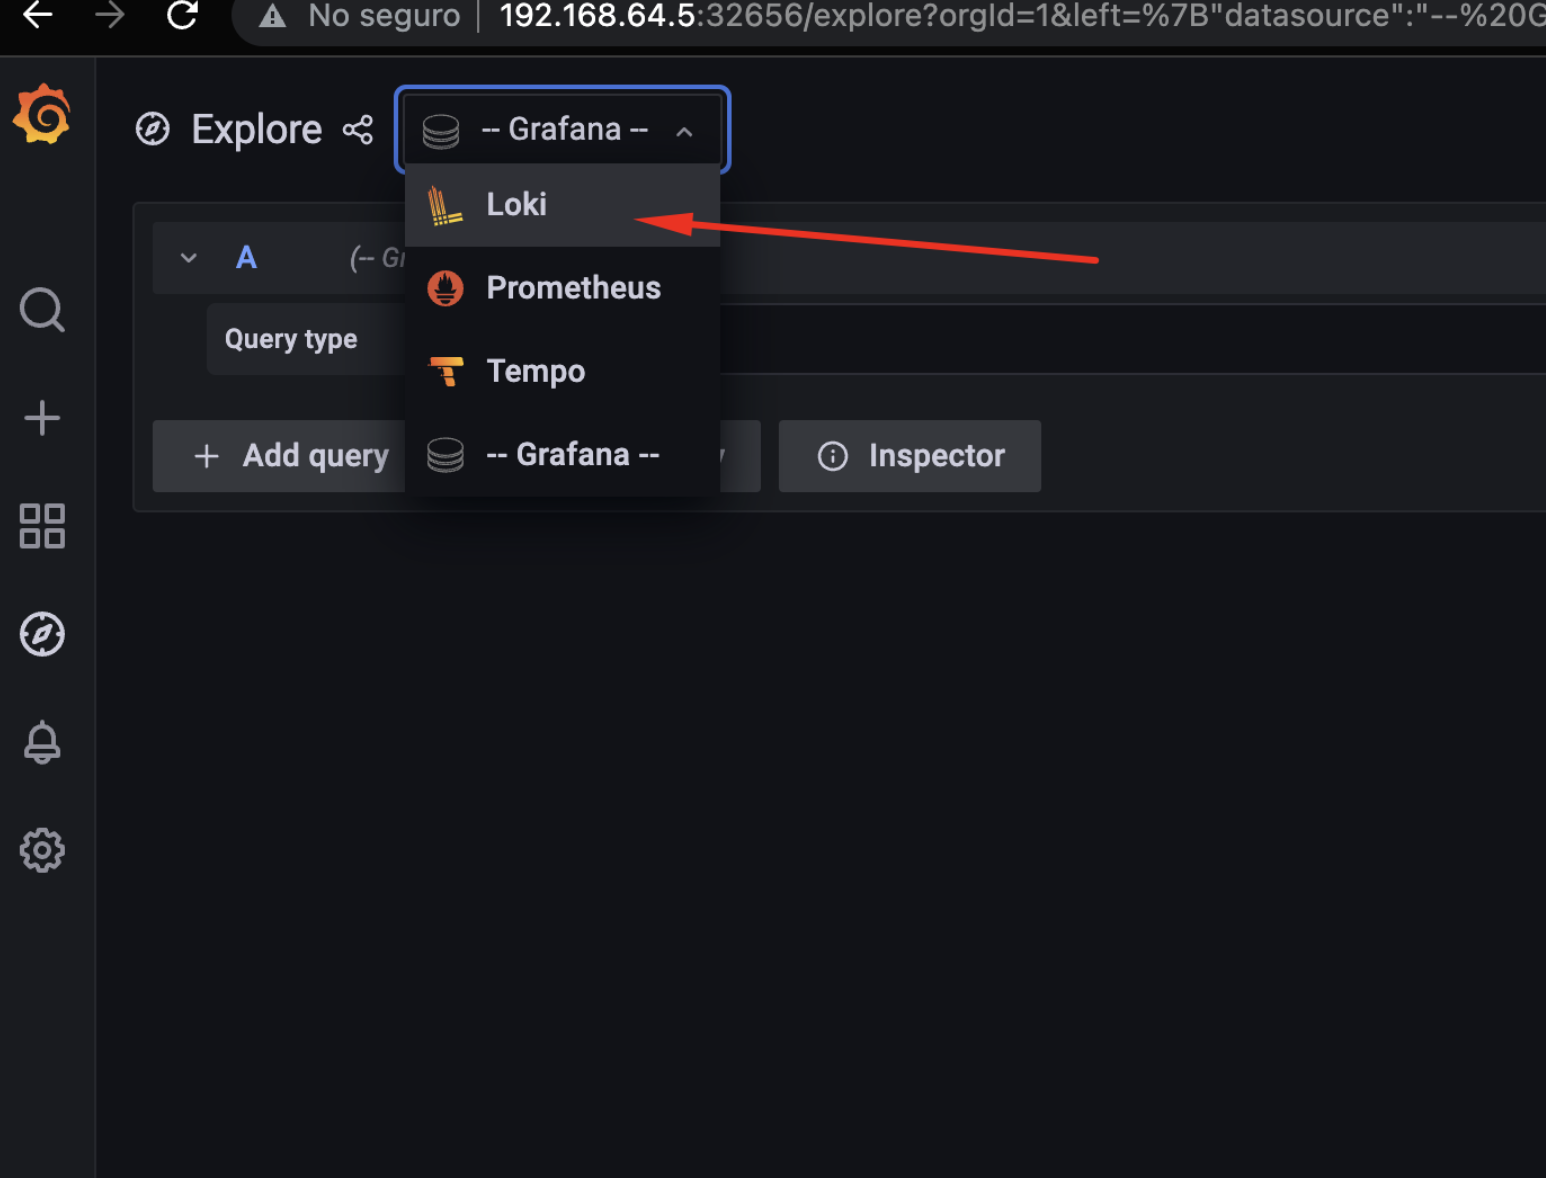 No seguro 192.168.64.5:32656/explore?orgId=1&left=%7B"datasource":"--%20G
Explore -- Grafana --
Loki
A (-- Gr
Prometheus
Query type
Tempo
Add query -- Grafana -- Inspector